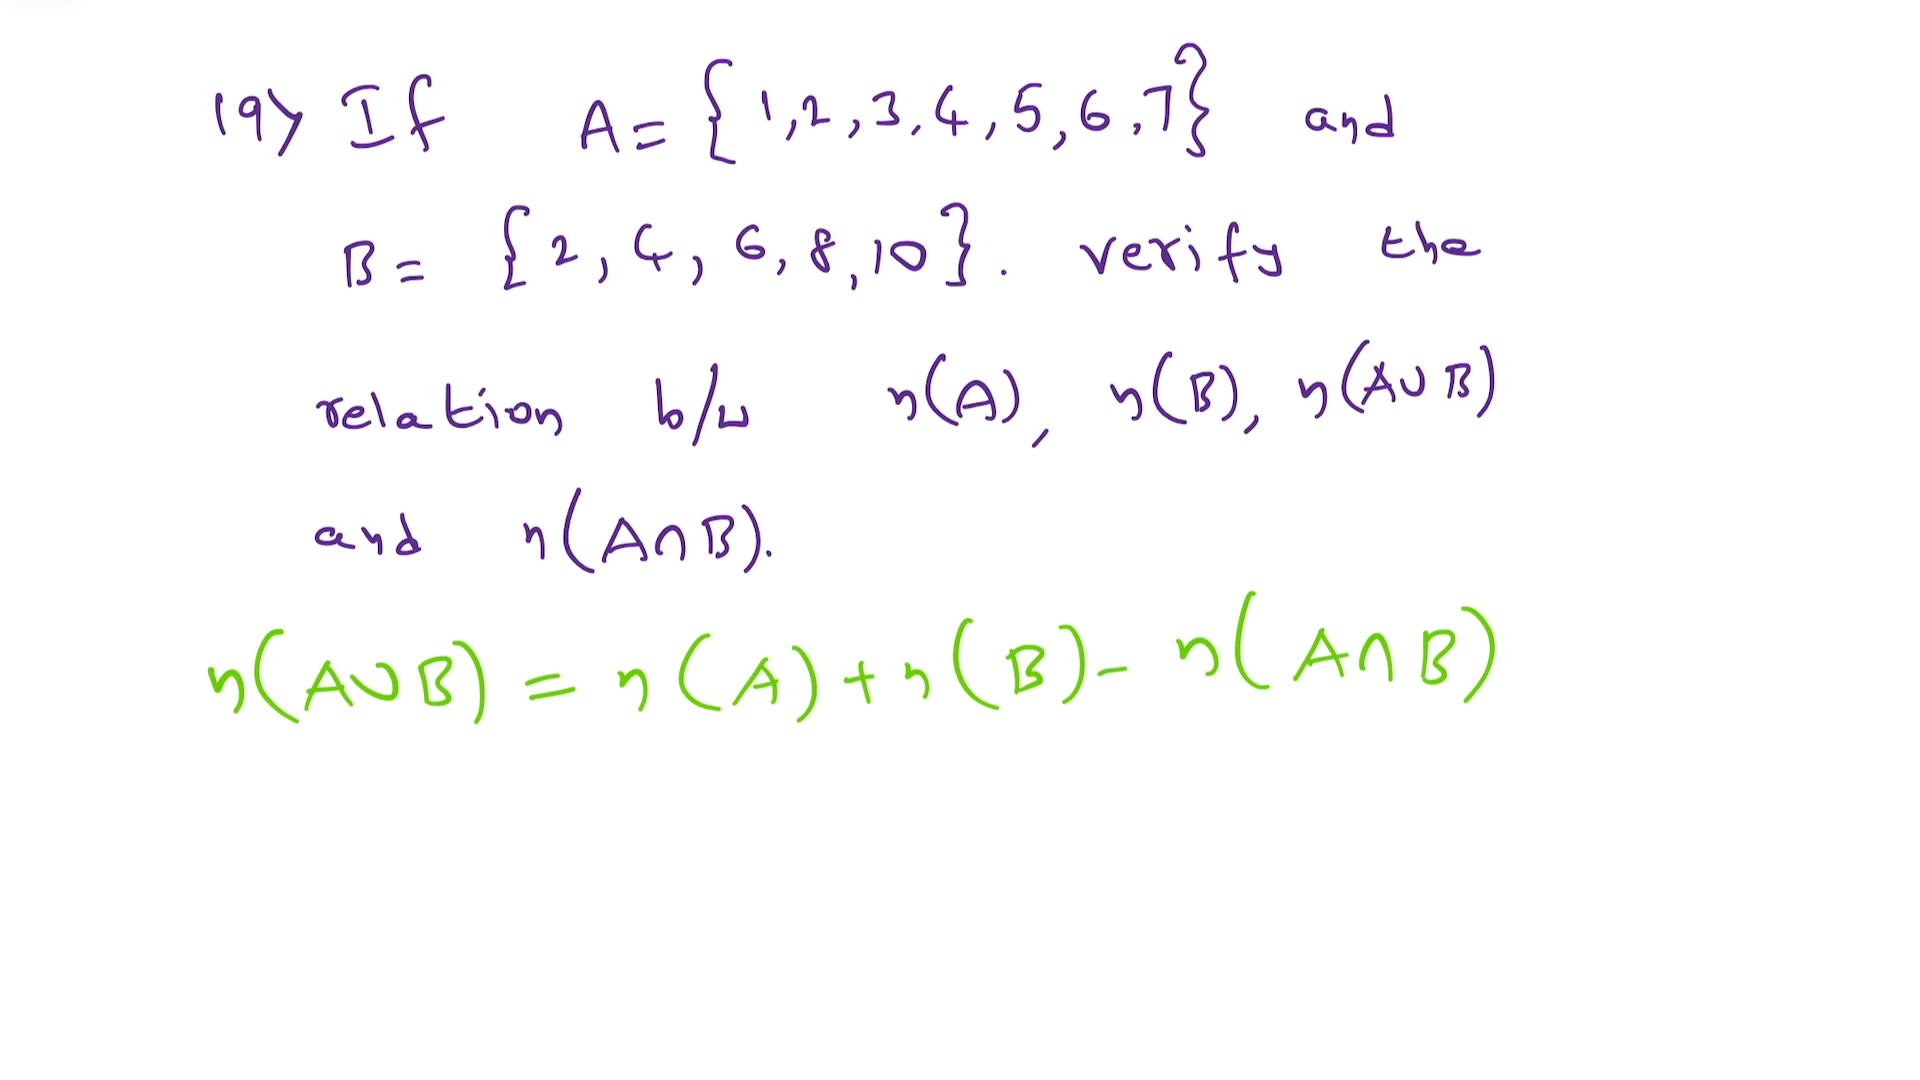 19) If A = { 1,2,3,4,5,6,7} and
B = {2,4,6,8,10}. verify the
relation b/w n(A), n(B), n(A∪B)
and n(A∩B).
n(A∪B) = n(A)+n(B)- n(A∩B)